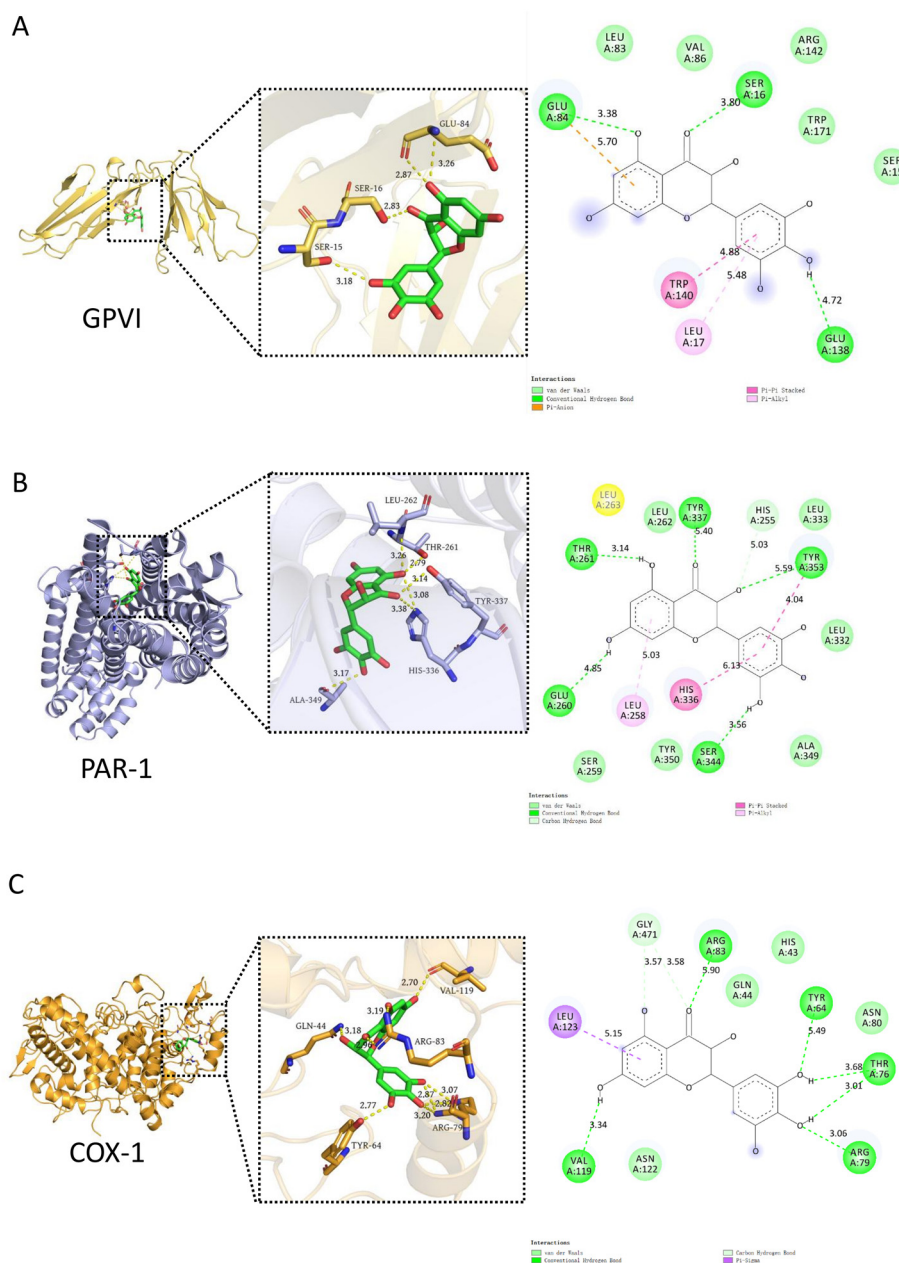 A
GPVI
GLU-84
3.26
2.87
SER-16
2.83
SER-15
3.18
LEU
A:83
VAL
A:86
ARG
A:142
GLU
A:84
3.38
5.70
3.80
SER
A:16
TRP
A:171
SER
A:15
4.88
5.48
TRP
A:140
LEU
A:17
O
O
O
O
O
O
O
O
H
4.72
GLU
A:138
Interactions
van der Waals
Conventional Hydrogen Bond
Pi-Anion
Pi-Pi Stacked
Pi-Alkyl
B
PAR-1
LEU-262
THR-261
3.26
2.79
3.14
3.08
3.38
TYR-337
HIS-336
3.17
ALA-349
LEU
A:263
LEU
A:262
TYR
A:337
HIS
A:255
LEU
A:333
THR
A:261
3.14
5.40
5.03
5.59
TYR
A:353
4.04
LEU
A:332
6.13
HIS
A:336
5.03
LEU
A:258
4.85
GLU
A:260
3.56
SER
A:344
SER
A:259
TYR
A:350
ALA
A:349
H
O
O
O
O
O
H
O
O
O
H
Interactions
van der Waals
Conventional Hydrogen Bond
Carbon Hydrogen Bond
Pi-Pi Stacked
Pi-Alkyl
C
COX-1
2.70
VAL-119
3.19
GLN-44
3.18
2.96
ARG-83
3.07
2.87
2.82
3.20
2.77
ARG-79
TYR-64
GLY
A:471
ARG
A:83
HIS
A:43
3.57
3.58
5.90
GLN
A:44
TYR
A:64
LEU
A:123
5.15
5.49
ASN
A:80
3.68
THR
A:76
3.01
3.06
ARG
A:79
3.34
VAL
A:119
ASN
A:122
O
O
O
O
H
O
O
H
O
H
O
Interactions
van der Waals
Conventional Hydrogen Bond
Carbon Hydrogen Bond
Pi-Sigma